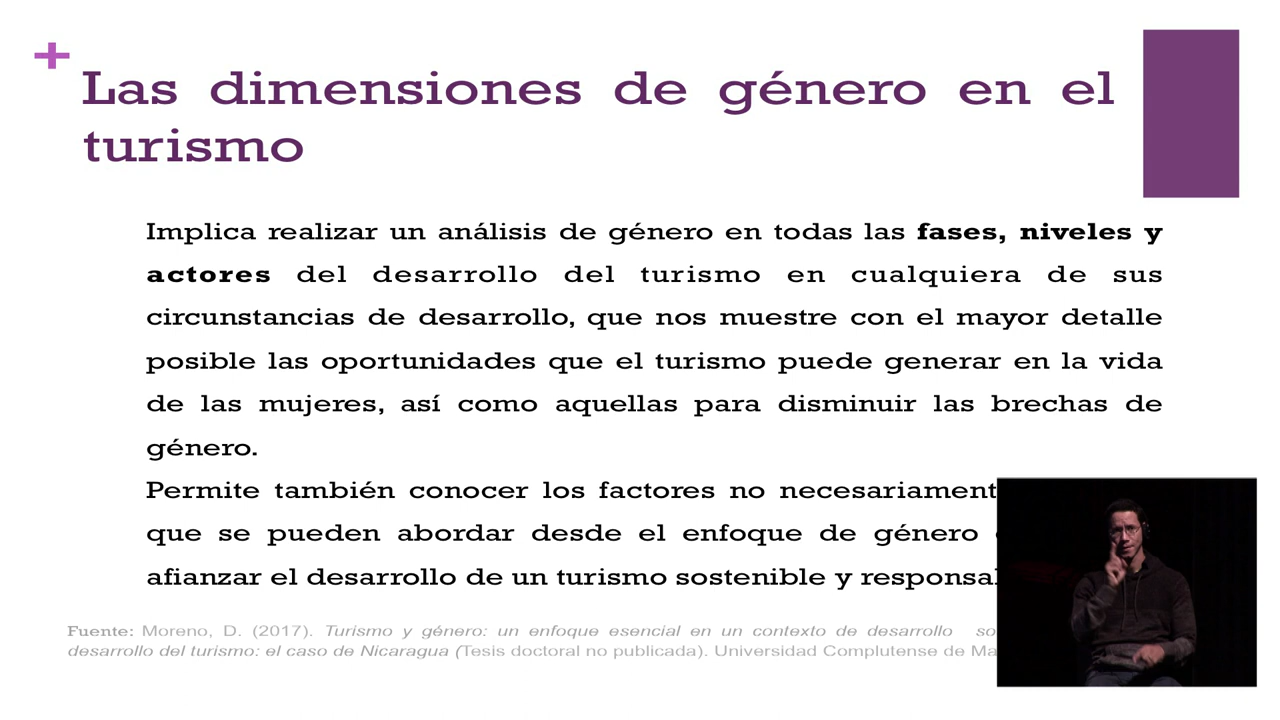 +
Las dimensiones de género en el
turismo
Implica realizar un análisis de género en todas las fases, niveles y
actores del desarrollo del turismo en cualquiera de sus
circunstancias de desarrollo, que nos muestre con el mayor detalle
posible las oportunidades que el turismo puede generar en la vida
de las mujeres, así como aquellas para disminuir las brechas de
género.
Permite también conocer los factores no
que se pueden abordar desde el enfoque de género
afianzar el desarrollo de un turismo sostenible y
Fuente: Moreno, D. (2017). Turismo y género: un enfoque esencial en un contexto de desarrollo
desarrollo del turismo: el caso de Nicaragua (Tesis doctoral no publicada). Universidad Complutense de